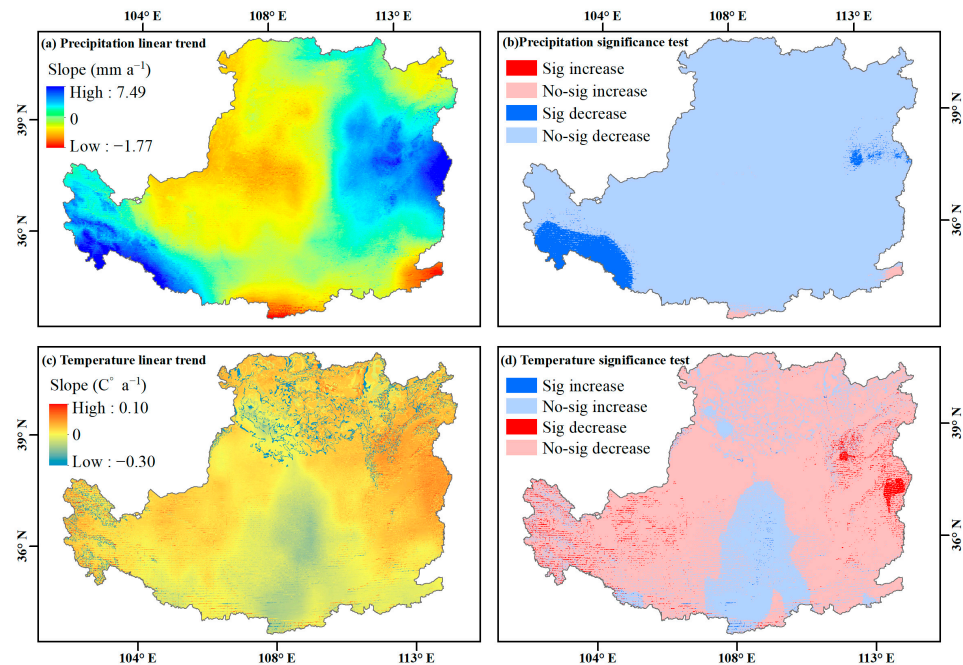 104° E 108° E 113° E 104° E 108° E 113° E
(a) Precipitation linear trend
Slope (mm a⁻¹)
High : 7.49
0
Low : −1.77
39° N
36° N
(b)Precipitation significance test
Sig increase
No-sig increase
Sig decrease
No-sig decrease
39° N
36° N
(c) Temperature linear trend
Slope (C° a⁻¹)
High : 0.10
0
Low : −0.30
39° N
36° N
(d) Temperature significance test
Sig increase
No-sig increase
Sig decrease
No-sig decrease
39° N
36° N
104° E 108° E 113° E 104° E 108° E 113° E